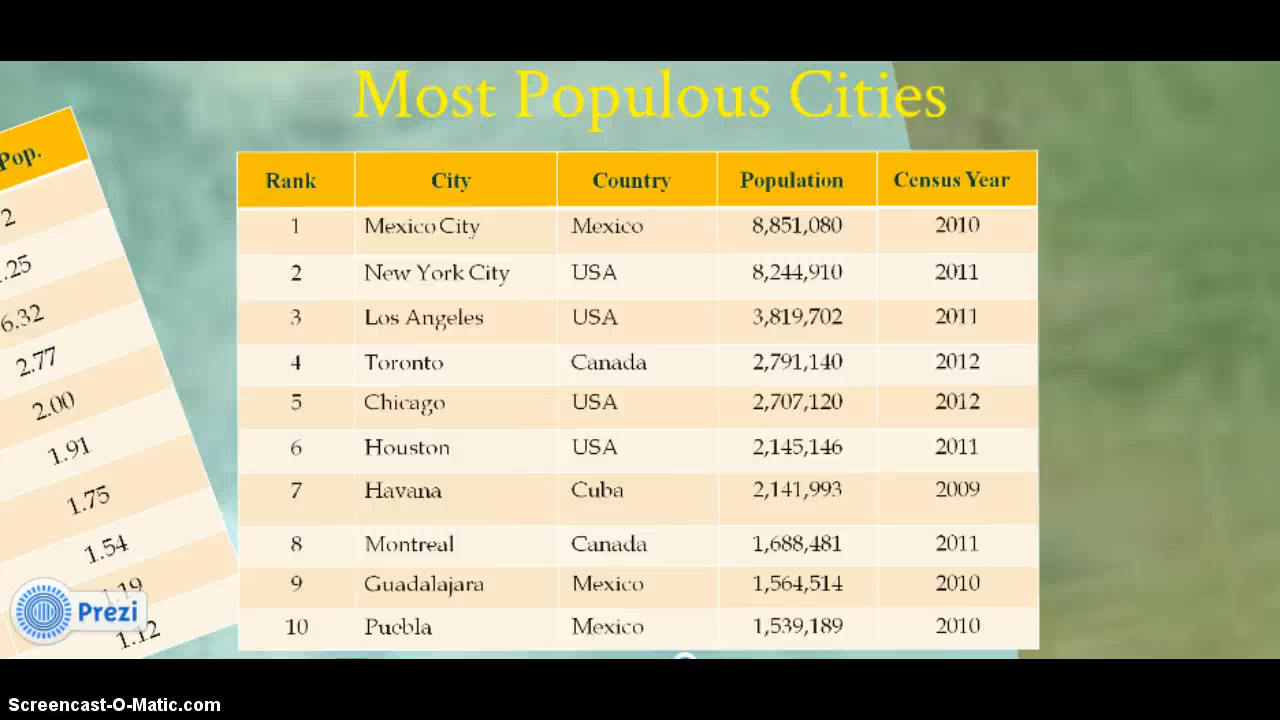 Most Populous Cities
Pop.
2
.25
6.32
2.77
2.00
1.91
1.75
1.54
1.19
1.12
Rank City Country Population Census Year
1 Mexico City Mexico 8,851,080 2010
2 New York City USA 8,244,910 2011
3 Los Angeles USA 3,819,702 2011
4 Toronto Canada 2,791,140 2012
5 Chicago USA 2,707,120 2012
6 Houston USA 2,145,146 2011
7 Havana Cuba 2,141,993 2009
8 Montreal Canada 1,688,481 2011
9 Guadalajara Mexico 1,564,514 2010
10 Puebla Mexico 1,539,189 2010
Prezi
Screencast-O-Matic.com